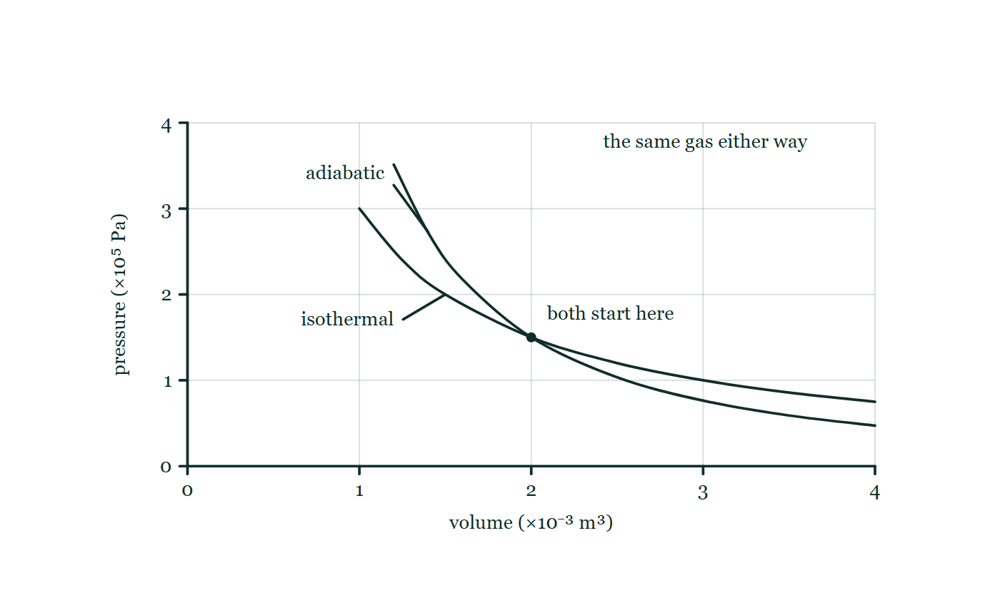 the same gas either way
adiabatic
both start here
isothermal
pressure (×10⁵ Pa)
4
3
2
1
0
0
1
2
3
4
volume (×10⁻³ m³)